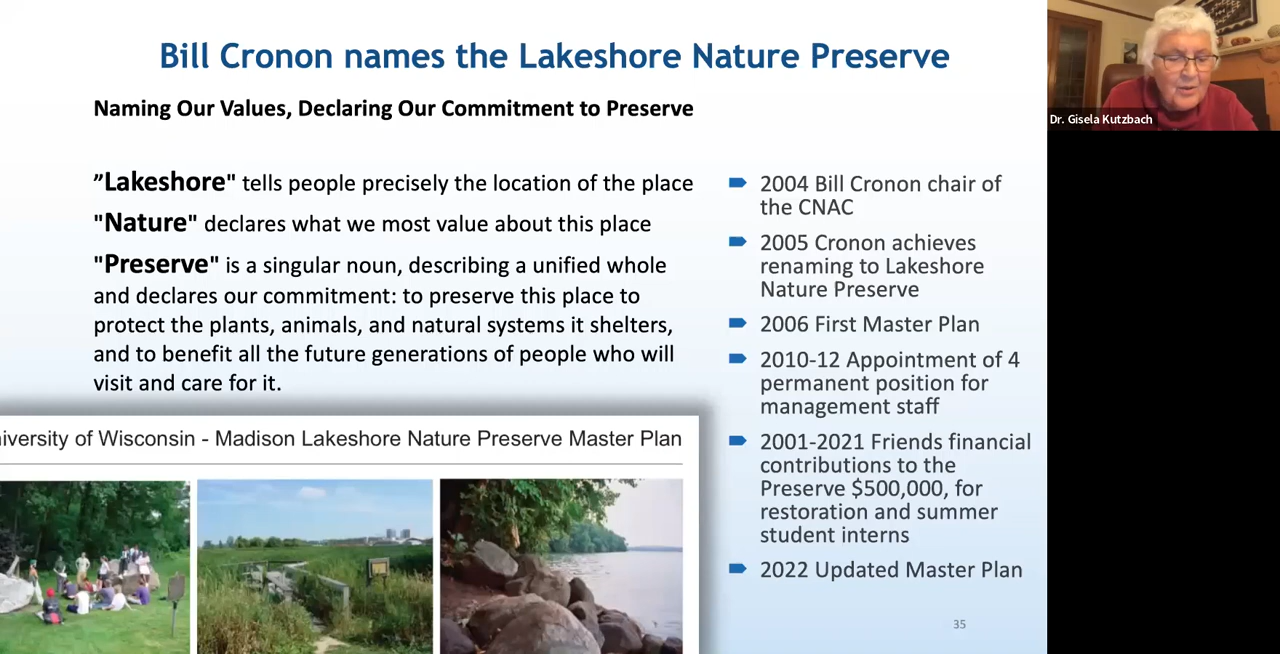 Bill Cronon names the Lakeshore Nature Preserve
Naming Our Values, Declaring Our Commitment to Preserve
”Lakeshore" tells people precisely the location of the place
"Nature" declares what we most value about this place
"Preserve" is a singular noun, describing a unified whole
and declares our commitment: to preserve this place to
protect the plants, animals, and natural systems it shelters,
and to benefit all the future generations of people who will
visit and care for it.
iversity of Wisconsin - Madison Lakeshore Nature Preserve Master Plan
2004 Bill Cronon chair of
the CNAC
2005 Cronon achieves
renaming to Lakeshore
Nature Preserve
2006 First Master Plan
2010-12 Appointment of 4
permanent position for
management staff
2001-2021 Friends financial
contributions to the
Preserve $500,000, for
restoration and summer
student interns
2022 Updated Master Plan
35
Dr. Gisela Kutzbach